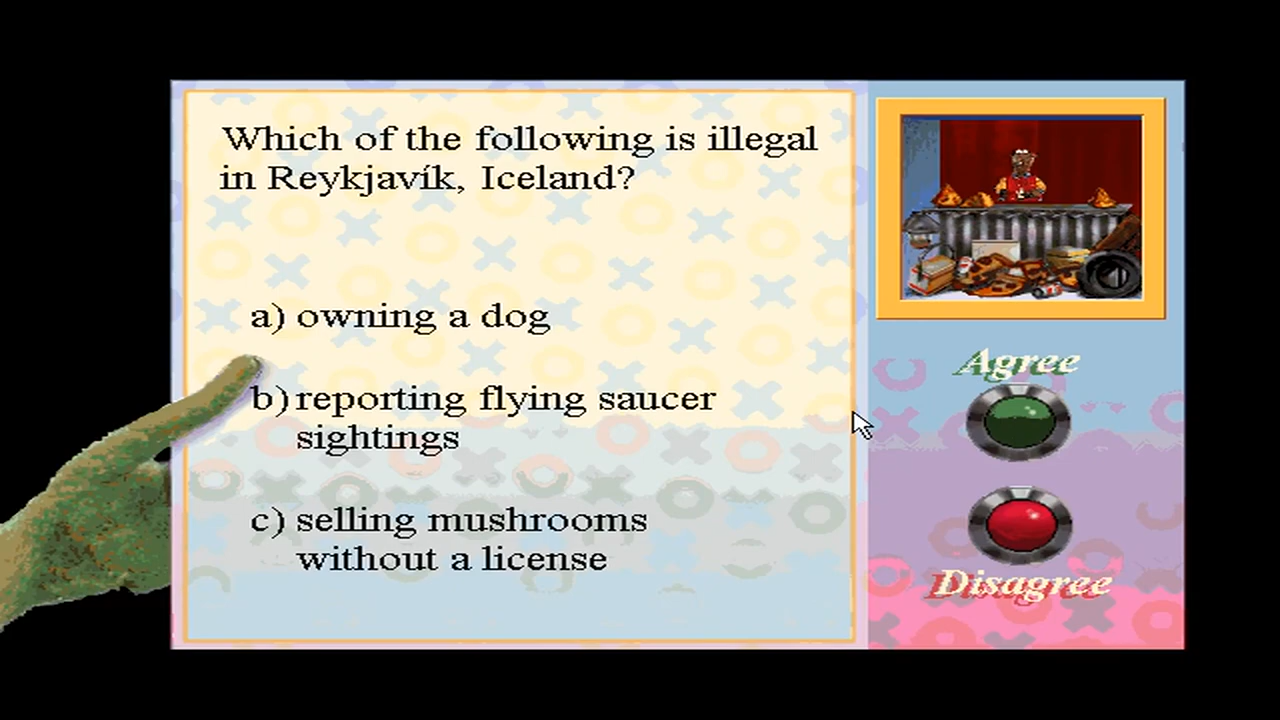 Which of the following is illegal
in Reykjavík, Iceland?
a) owning a dog
b) reporting flying saucer
sightings
c) selling mushrooms
without a license
Agree
Disagree